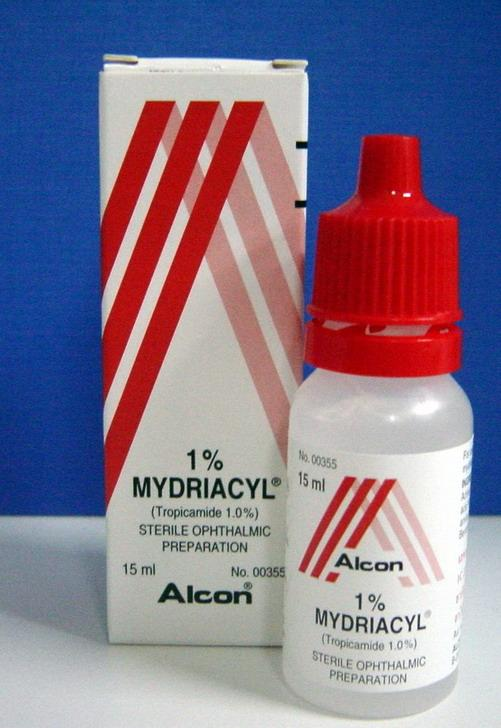 1%
MYDRIACYL®
(Tropicamide 1.0%)
STERILE OPHTHALMIC
PREPARATION
15 ml No. 00355
Alcon®
No. 00355
15 ml
Alcon
1%
MYDRIACYL®
(Tropicamide 1.0%)
STERILE OPHTHALMIC
PREPARATION